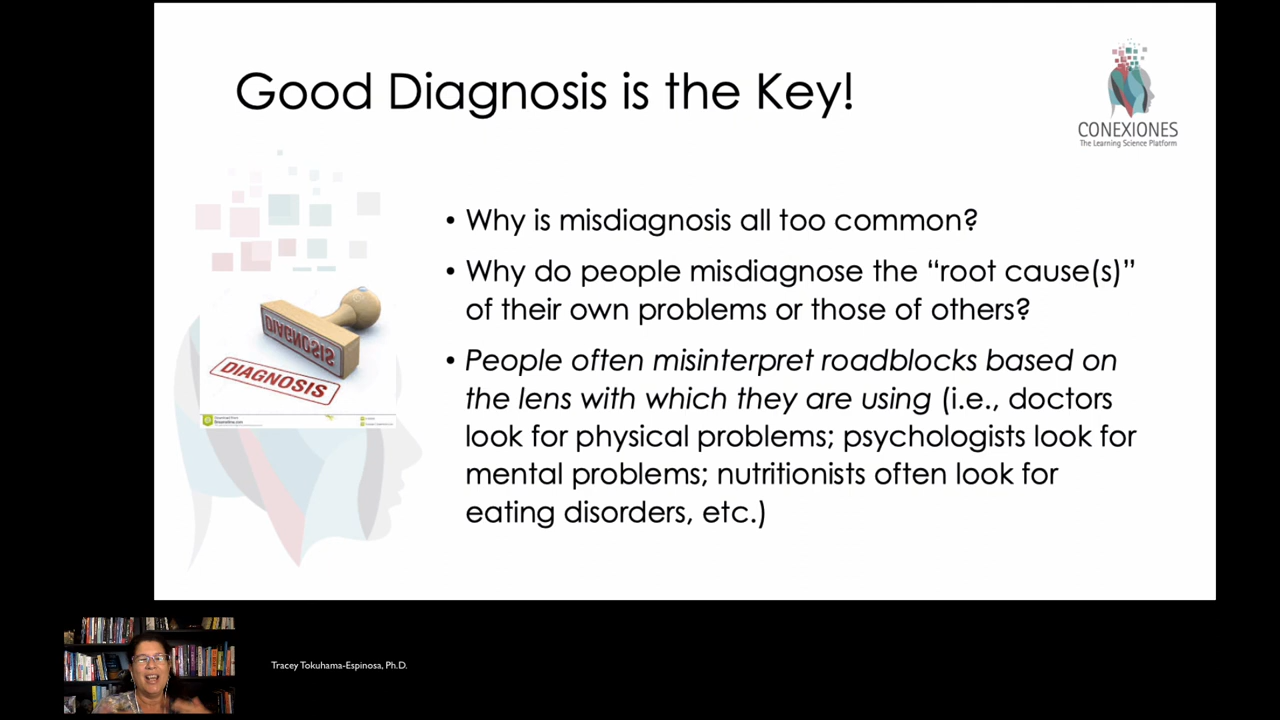 Good Diagnosis is the Key!
CONEXIONES
The Learning Science Platform
• Why is misdiagnosis all too common?
• Why do people misdiagnose the “root cause(s)”
of their own problems or those of others?
• People often misinterpret roadblocks based on
the lens with which they are using (i.e., doctors
look for physical problems; psychologists look for
mental problems; nutritionists often look for
eating disorders, etc.)
DIAGNOSIS
DIAGNOSIS
Tracey Tokuhama-Espinosa, Ph.D.